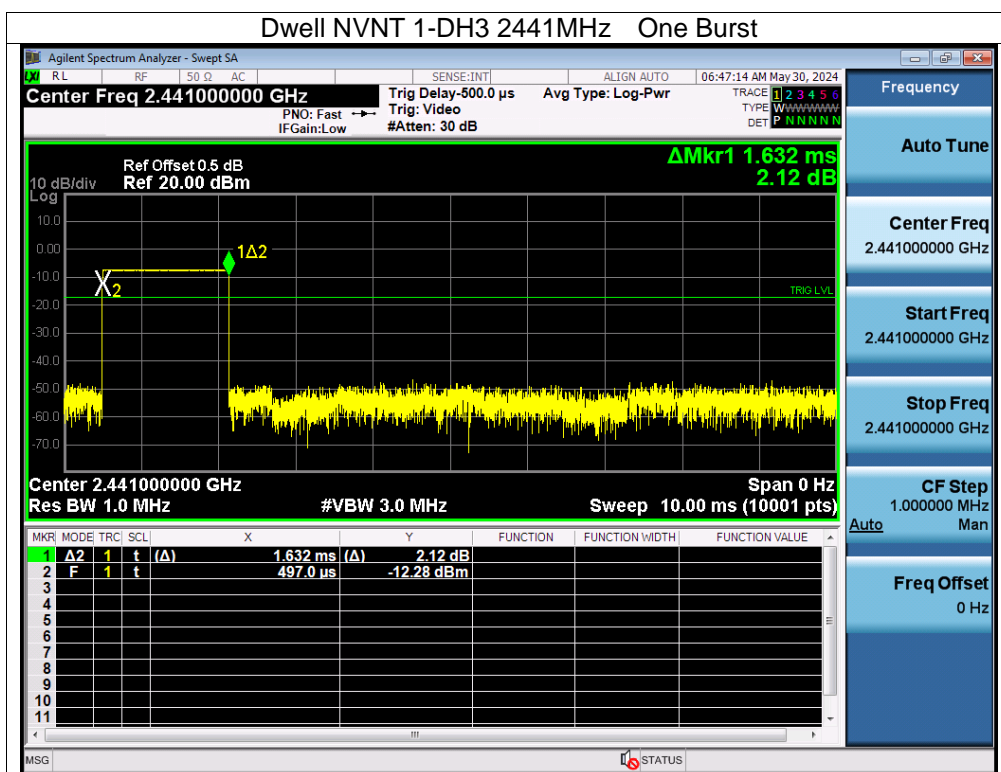 Dwell NVNT 1-DH3 2441MHz One Burst
Agilent Spectrum Analyzer - Swept SA
LXI RL RF 50 Ω AC SENSE:INT ALIGN AUTO 06:47:14 AM May 30, 2024
Center Freq 2.441000000 GHz Trig Delay-500.0 µs Avg Type: Log-Pwr TRACE 1 2 3 4 5 6
PNO: Fast Trig: Video TYPE WWWWWWW
IFGain:Low #Atten: 30 dB DET P N N N N N
ΔMkr1 1.632 ms
2.12 dB
Ref Offset 0.5 dB
10 dB/div Ref 20.00 dBm
Log
10.0
0.00
1Δ2
-10.0
2
TRIG LVL
-20.0
-30.0
-40.0
-50.0
-60.0
-70.0
Center 2.441000000 GHz Span 0 Hz
Res BW 1.0 MHz #VBW 3.0 MHz Sweep 10.00 ms (10001 pts)
MKR MODE TRC SCL X Y FUNCTION FUNCTION WIDTH FUNCTION VALUE
1 Δ2 1 t (Δ) 1.632 ms (Δ) 2.12 dB
2 F 1 t 497.0 µs -12.28 dBm
3
4
5
6
7
8
9
10
11
MSG STATUS
Frequency
Auto Tune
Center Freq
2.441000000 GHz
Start Freq
2.441000000 GHz
Stop Freq
2.441000000 GHz
CF Step
1.000000 MHz
Auto Man
Freq Offset
0 Hz